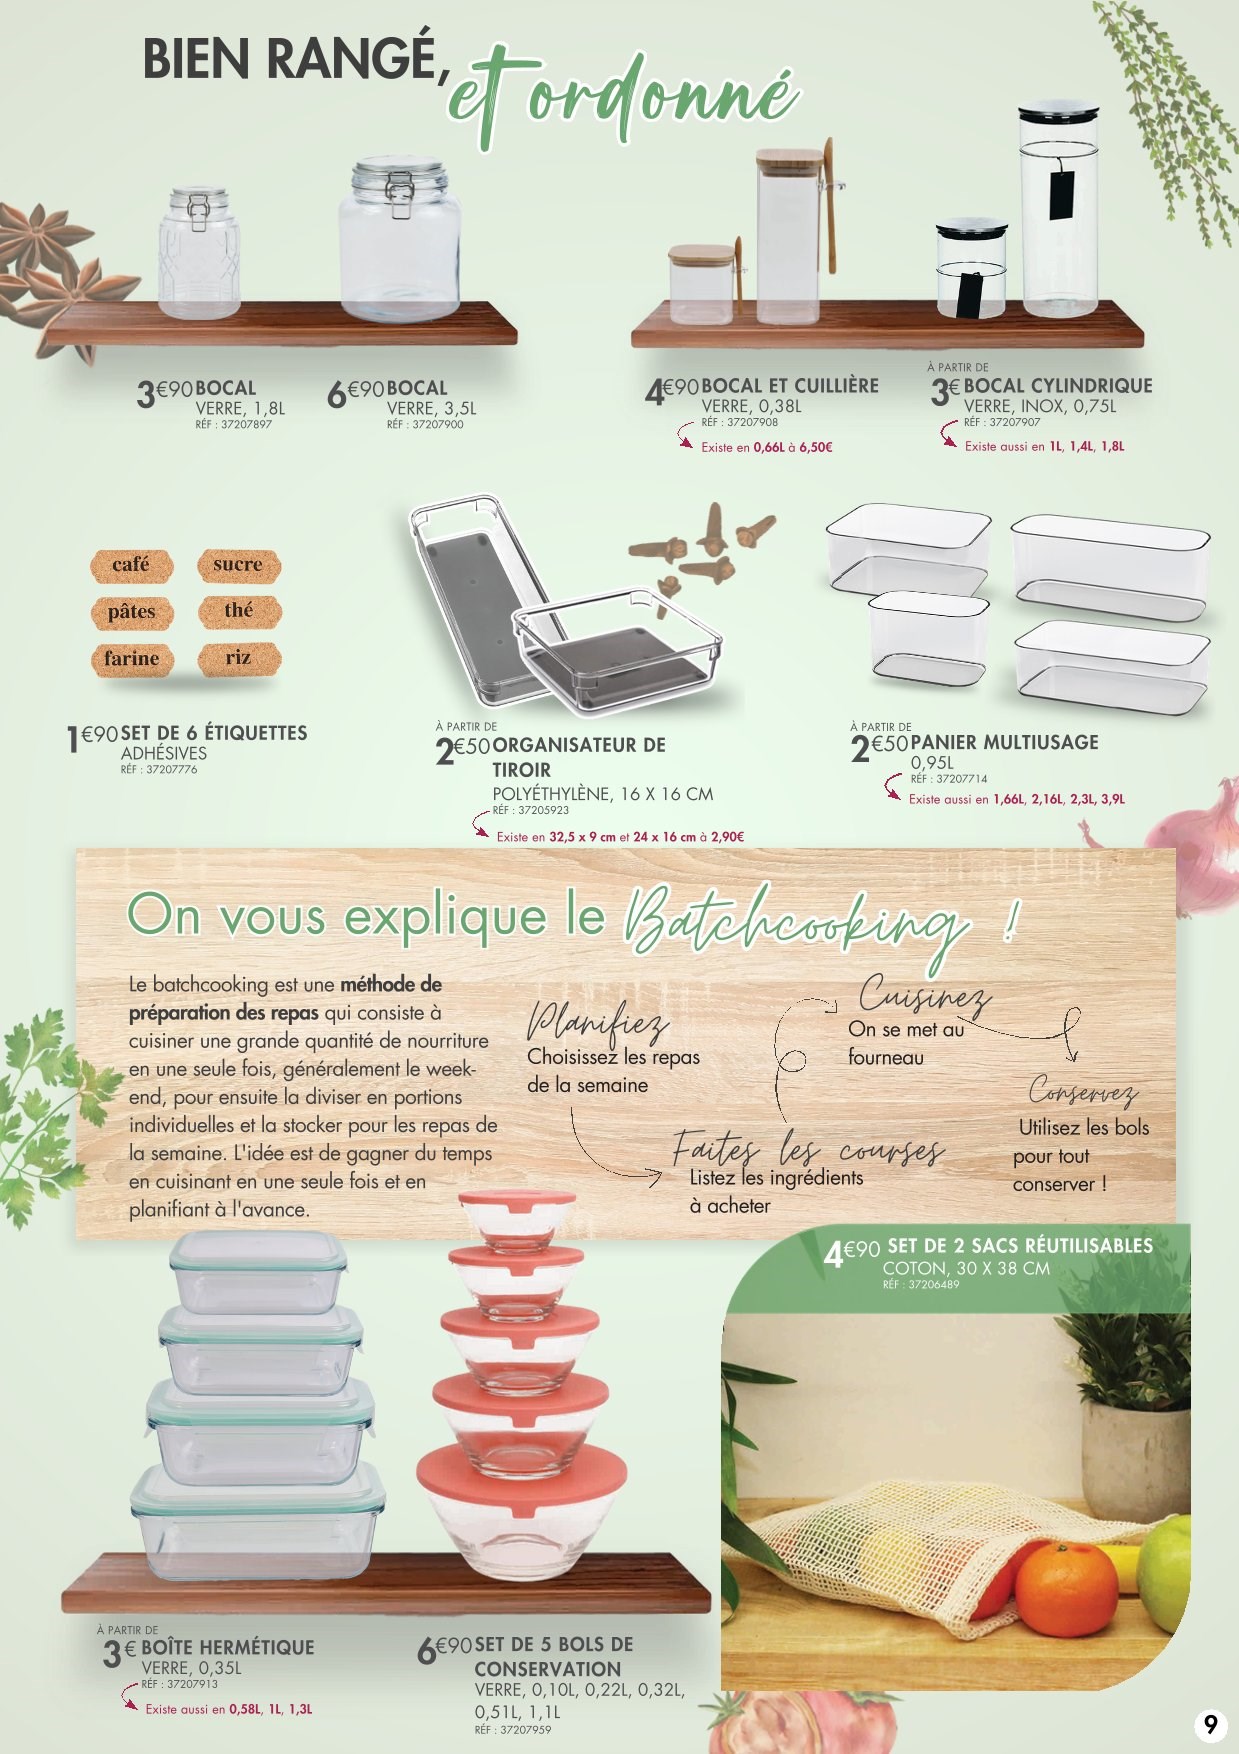 BIEN RANGÉ, et ordonné
3€90 BOCAL
VERRE, 1,8L
RÉF : 37207897
6€90 BOCAL
VERRE, 3,5L
RÉF : 37207900
4€90 BOCAL ET CUILLIÈRE
VERRE, 0,38L
RÉF : 37207908
Existe en 0,66L à 6,50€
À PARTIR DE
3€ BOCAL CYLINDRIQUE
VERRE, INOX, 0,75L
RÉF : 37207907
Existe aussi en 1L, 1,4L, 1,8L
café
sucre
pâtes
thé
farine
riz
1€90 SET DE 6 ÉTIQUETTES
ADHÉSIVES
RÉF : 37207776
À PARTIR DE
2€50 ORGANISATEUR DE
TIROIR
POLYÉTHYLÈNE, 16 X 16 CM
RÉF : 37205923
Existe en 32,5 x 9 cm et 24 x 16 cm à 2,90€
À PARTIR DE
2€50 PANIER MULTIUSAGE
0,95L
RÉF : 37207714
Existe aussi en 1,66L, 2,16L, 2,3L, 3,9L
On vous explique le Batchcooking !
Le batchcooking est une méthode de
préparation des repas qui consiste à
cuisiner une grande quantité de nourriture
en une seule fois, généralement le week-
end, pour ensuite la diviser en portions
individuelles et la stocker pour les repas de
la semaine. L'idée est de gagner du temps
en cuisinant en une seule fois et en
planifiant à l'avance.
Planifiez
Choisissez les repas
de la semaine
Faites les courses
Listez les ingrédients
à acheter
Cuisinez
On se met au
fourneau
Conservez
Utilisez les bols
pour tout
conserver !
4€90 SET DE 2 SACS RÉUTILISABLES
COTON, 30 X 38 CM
RÉF : 37206489
À PARTIR DE
3€ BOÎTE HERMÉTIQUE
VERRE, 0,35L
RÉF : 37207913
Existe aussi en 0,58L, 1L, 1,3L
6€90 SET DE 5 BOLS DE
CONSERVATION
VERRE, 0,10L, 0,22L, 0,32L,
0,51L, 1,1L
RÉF : 37207959
9